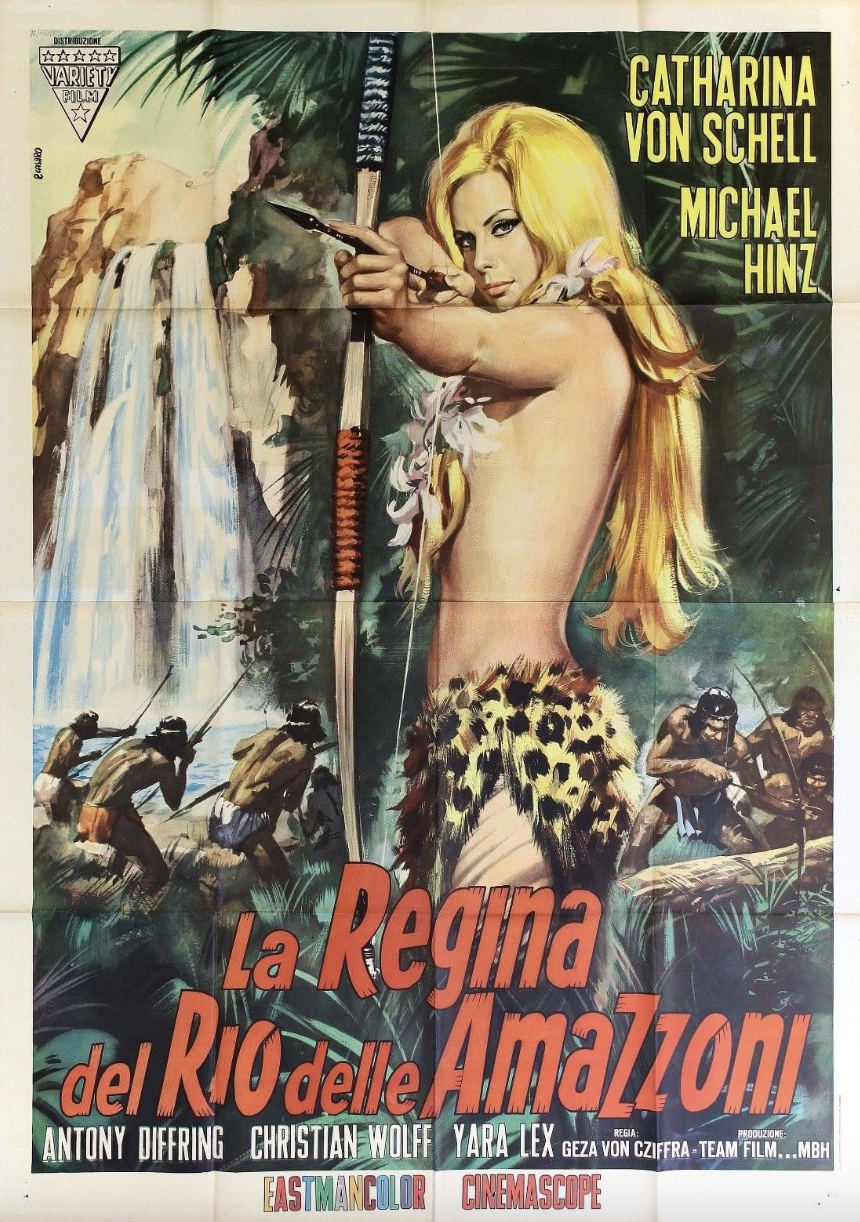 DISTRIBUZIONE
VARIETY
FILM
CATHARINA
VON SCHELL
MICHAEL
HINZ
La Regina
del Rio delle Amazzoni
ANTONY DIFFRING CHRISTIAN WOLFF YARA LEX
REGIA: PRODUZIONE:
GEZA VON CZIFFRA - TEAM FILM...MBH
EASTMANCOLOR CINEMASCOPE